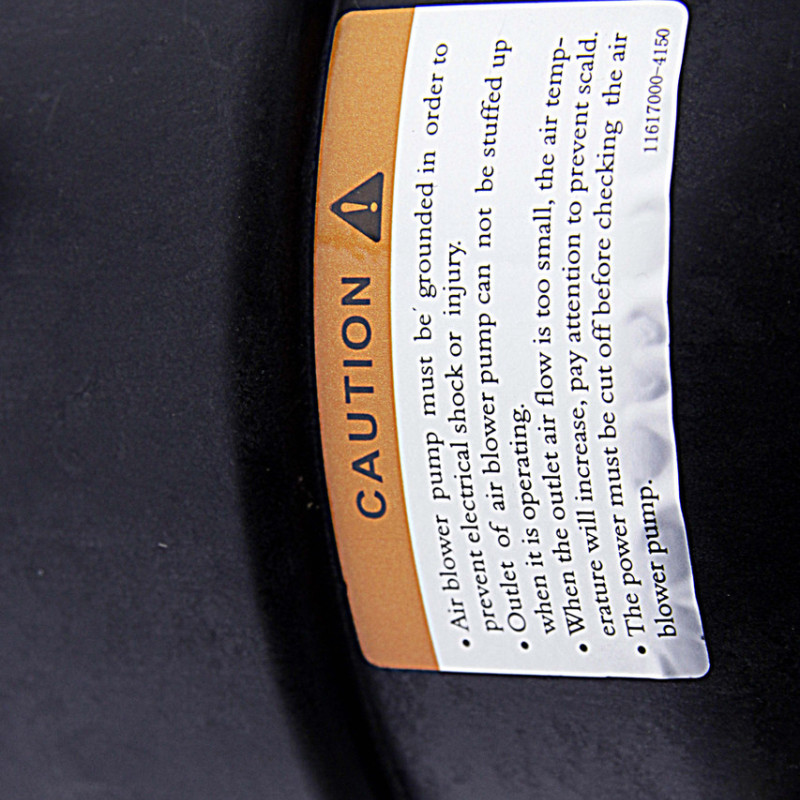 CAUTION
• Air blower pump must be grounded in order to
prevent electrical shock or injury.
• Outlet of air blower pump can not be stuffed up
when it is operating.
• When the outlet air flow is too small, the air temp-
erature will increase, pay attention to prevent scald.
• The power must be cut off before checking the air
blower pump.
11617000-4150